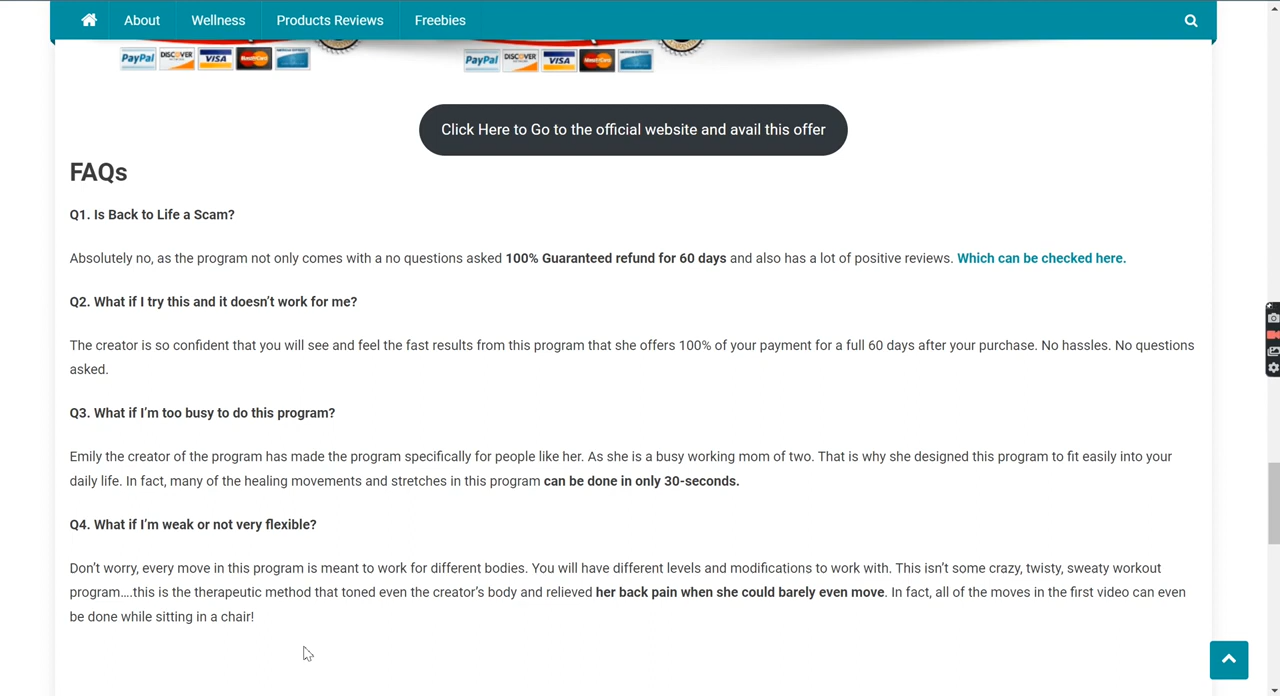 About Wellness Products Reviews Freebies
PayPal DISCOVER VISA MasterCard PayPal DISCOVER VISA MasterCard
Click Here to Go to the official website and avail this offer
FAQs
Q1. Is Back to Life a Scam?
Absolutely no, as the program not only comes with a no questions asked 100% Guaranteed refund for 60 days and also has a lot of positive reviews. Which can be checked here.
Q2. What if I try this and it doesn’t work for me?
The creator is so confident that you will see and feel the fast results from this program that she offers 100% of your payment for a full 60 days after your purchase. No hassles. No questions
asked.
Q3. What if I’m too busy to do this program?
Emily the creator of the program has made the program specifically for people like her. As she is a busy working mom of two. That is why she designed this program to fit easily into your
daily life. In fact, many of the healing movements and stretches in this program can be done in only 30-seconds.
Q4. What if I’m weak or not very flexible?
Don’t worry, every move in this program is meant to work for different bodies. You will have different levels and modifications to work with. This isn’t some crazy, twisty, sweaty workout
program….this is the therapeutic method that toned even the creator’s body and relieved her back pain when she could barely even move. In fact, all of the moves in the first video can even
be done while sitting in a chair!